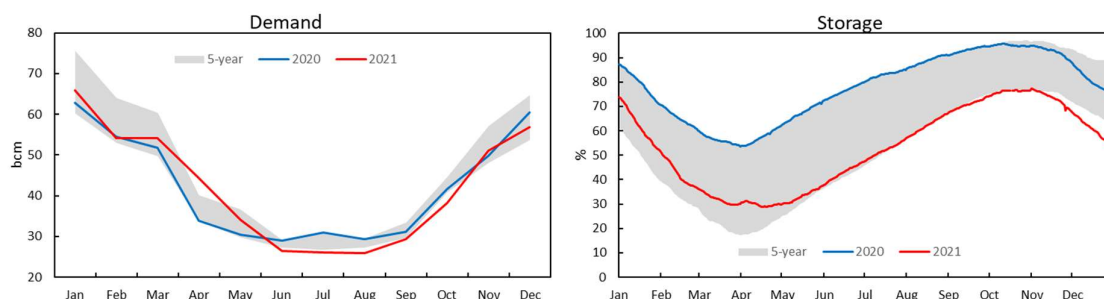 Demand
80
70
60
50
40
30
20
bcm
5-year 2020 2021
Jan Feb Mar Apr May Jun Jul Aug Sep Oct Nov Dec
Storage
100
90
80
70
60
50
40
30
20
10
0
%
5-year 2020 2021
Jan Feb Mar Apr May Jun Jul Aug Sep Oct Nov Dec